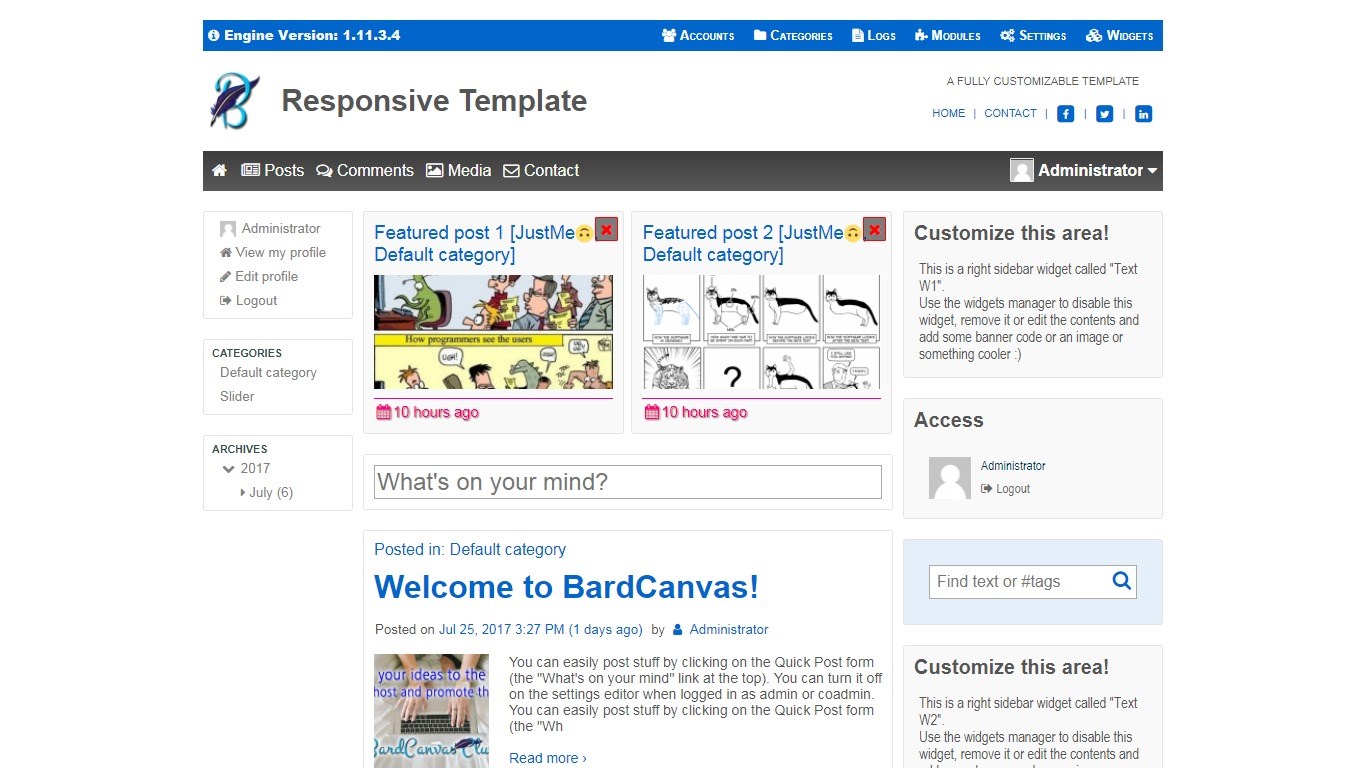 Engine Version: 1.11.3.4
Accounts Categories Logs Modules Settings Widgets
Responsive Template
A FULLY CUSTOMIZABLE TEMPLATE
HOME | CONTACT | | |
Posts Comments Media Contact
Administrator
Administrator
View my profile
Edit profile
Logout
CATEGORIES
Default category
Slider
ARCHIVES
2017
July (6)
Featured post 1 [JustMe🙃,
Default category]
How programmers see the users
UGH!
10 hours ago
Featured post 2 [JustMe🙃,
Default category]
?
10 hours ago
What's on your mind?
Posted in: Default category
Welcome to BardCanvas!
Posted on Jul 25, 2017 3:27 PM (1 days ago) by Administrator
your ideas to the
host and promote th
BardCanvas Clu
You can easily post stuff by clicking on the Quick Post form
(the "What's on your mind" link at the top). You can turn it off
on the settings editor when logged in as admin or coadmin.
You can easily post stuff by clicking on the Quick Post form
(the "Wh
Read more ›
Customize this area!
This is a right sidebar widget called "Text
W1".
Use the widgets manager to disable this
widget, remove it or edit the contents and
add some banner code or an image or
something cooler :)
Access
Administrator
Logout
Find text or #tags
Customize this area!
This is a right sidebar widget called "Text
W2".
Use the widgets manager to disable this
widget, remove it or edit the contents and